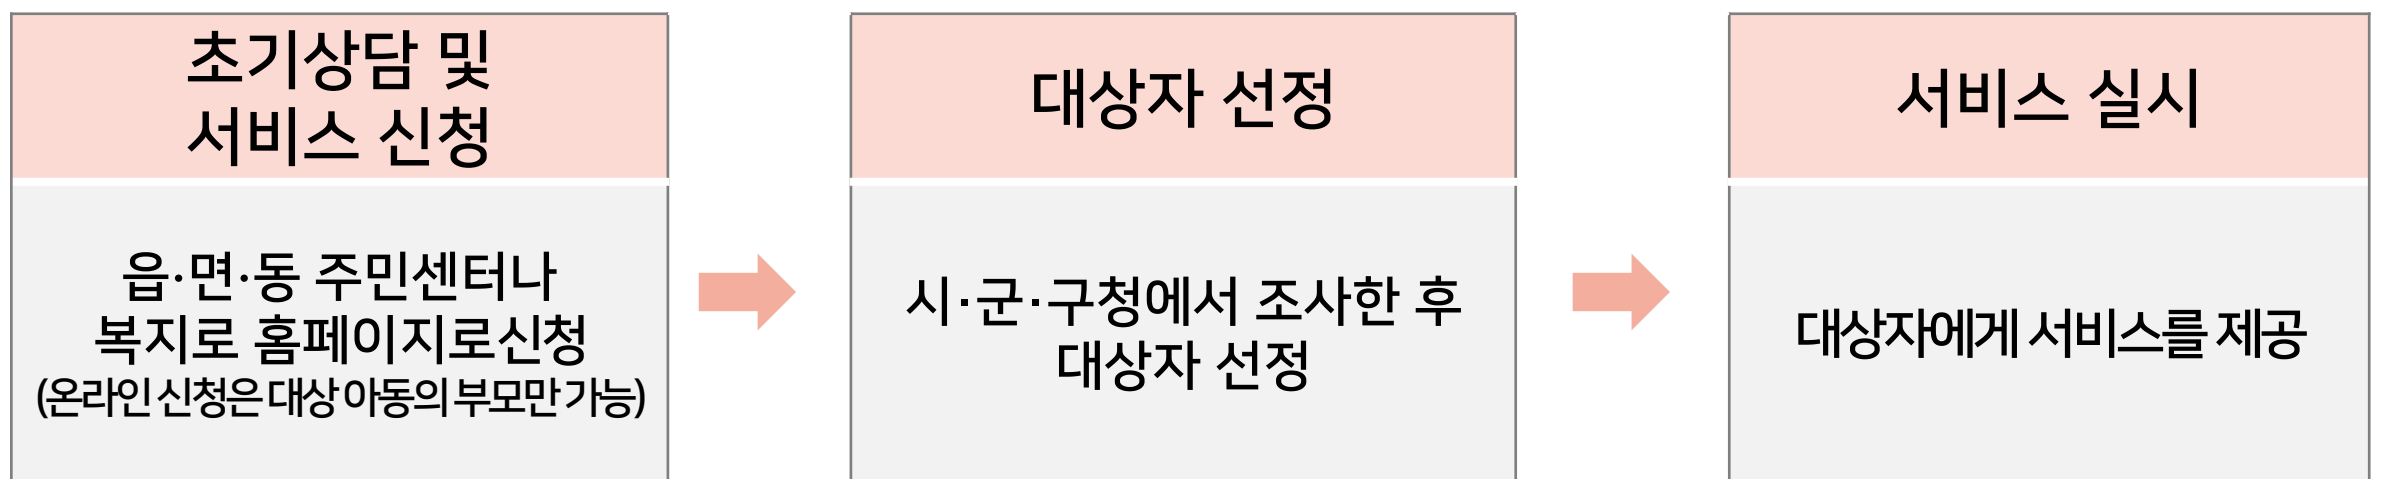 초기상담 및
서비스 신청
읍·면·동 주민센터나
복지로 홈페이지로신청
(온라인 신청은 대상 아동의 부모만 가능)
대상자 선정
시·군·구청에서 조사한 후
대상자 선정
서비스 실시
대상자에게 서비스를 제공